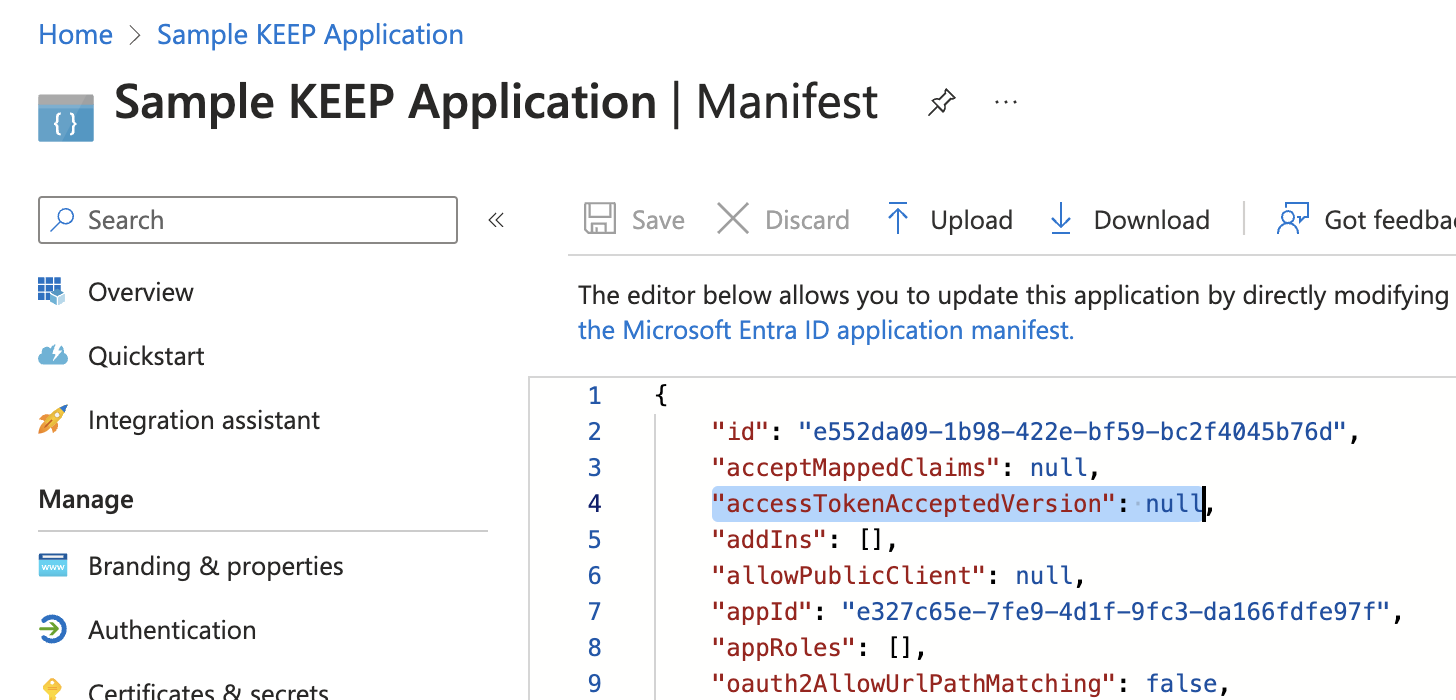 Home > Sample KEEP Application
{ }
Sample KEEP Application | Manifest ...
Search «
Overview
Quickstart
Integration assistant
Manage
www Branding & properties
Authentication
Certificates & secrets
Save Discard Upload Download Got feedbac
The editor below allows you to update this application by directly modifying
the Microsoft Entra ID application manifest.
1 {
2 "id": "e552da09-1b98-422e-bf59-bc2f4045b76d",
3 "acceptMappedClaims": null,
4 "accessTokenAcceptedVersion": null,
5 "addIns": [],
6 "allowPublicClient": null,
7 "appId": "e327c65e-7fe9-4d1f-9fc3-da166fdfe97f",
8 "appRoles": [],
9 "oauth2AllowUrlPathMatching": false,